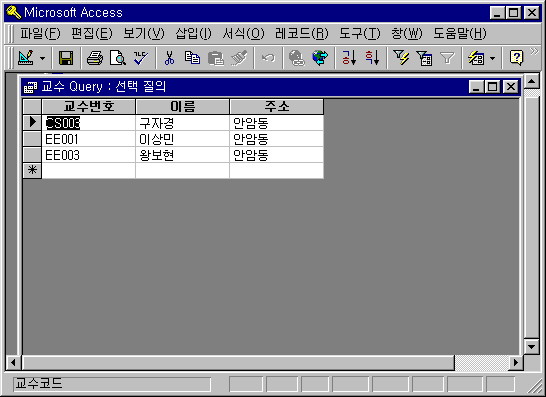 Microsoft Access
파일(F) 편집(E) 보기(V) 삽입(I) 서식(O) 레코드(R) 도구(T) 창(W) 도움말(H)
교수 Query : 선택 질의
교수번호 이름 주소
CS003 구자경 안암동
EE001 이상민 안암동
EE003 왕보현 안암동
교수코드